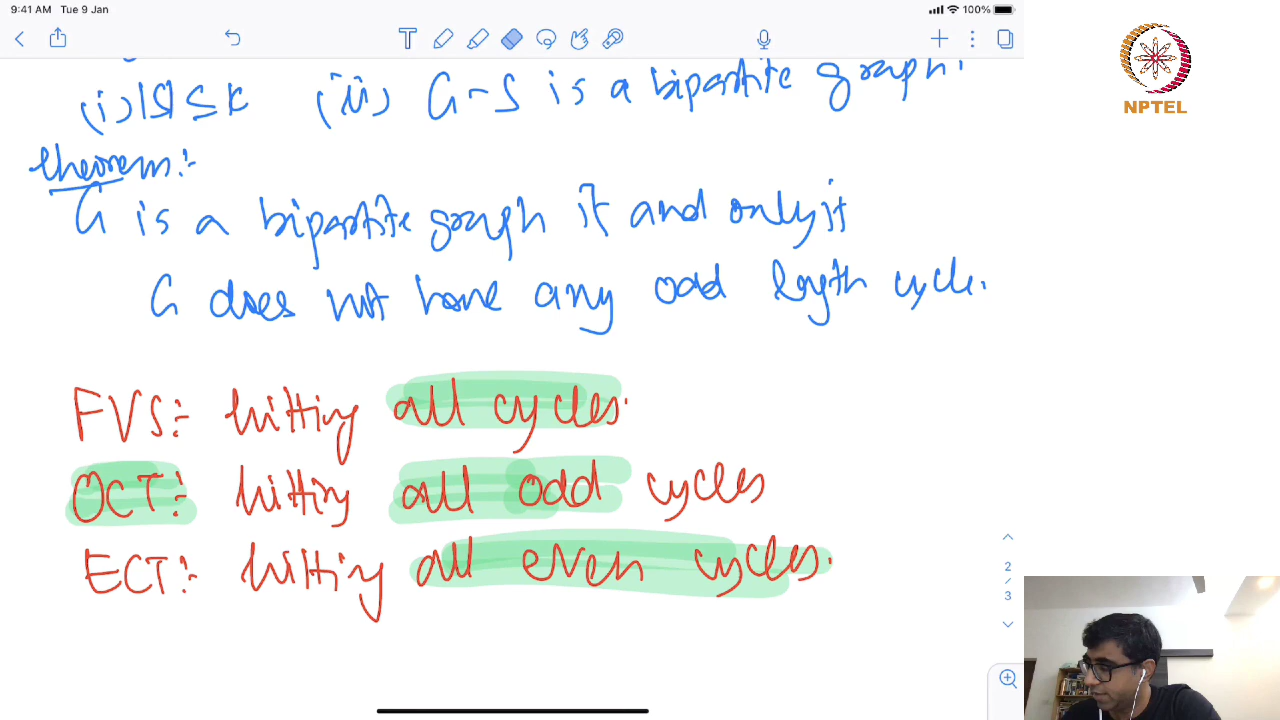 9:41 AM Tue 9 Jan
100%
(i) |S| ≤ k (ii) G-S is a bipartite graph.
theorem:-
G is a bipartite graph if and only if
G does not have any odd length cycle.
FVS:- hitting all cycles.
OCT:- hitting all odd cycles
ECT:- hitting all even cycles.
2
/
3
NPTEL